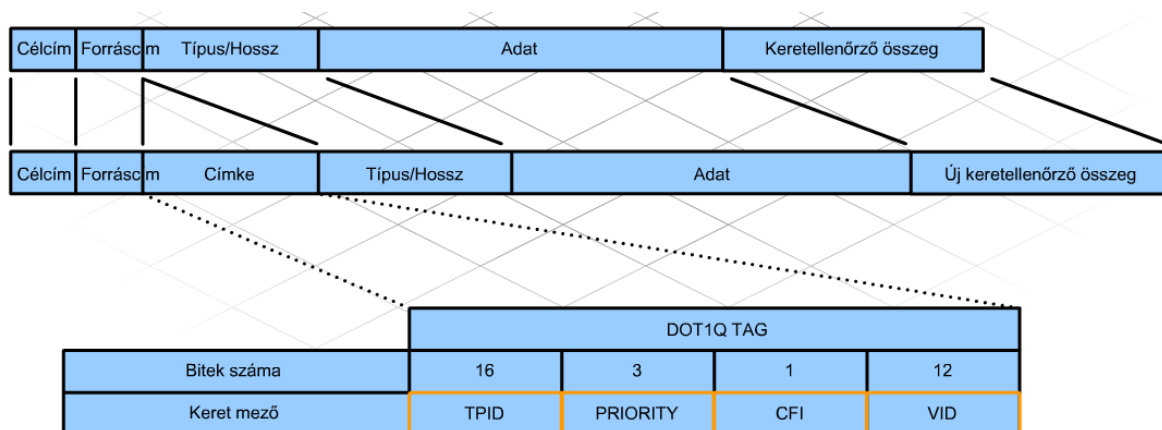 Célcím Forráscím Típus/Hossz Adat Keretellenőrző összeg
Célcím Forráscím Címke Típus/Hossz Adat Új keretellenőrző összeg
DOT1Q TAG
Bitek száma 16 3 1 12
Keret mező TPID PRIORITY CFI VID